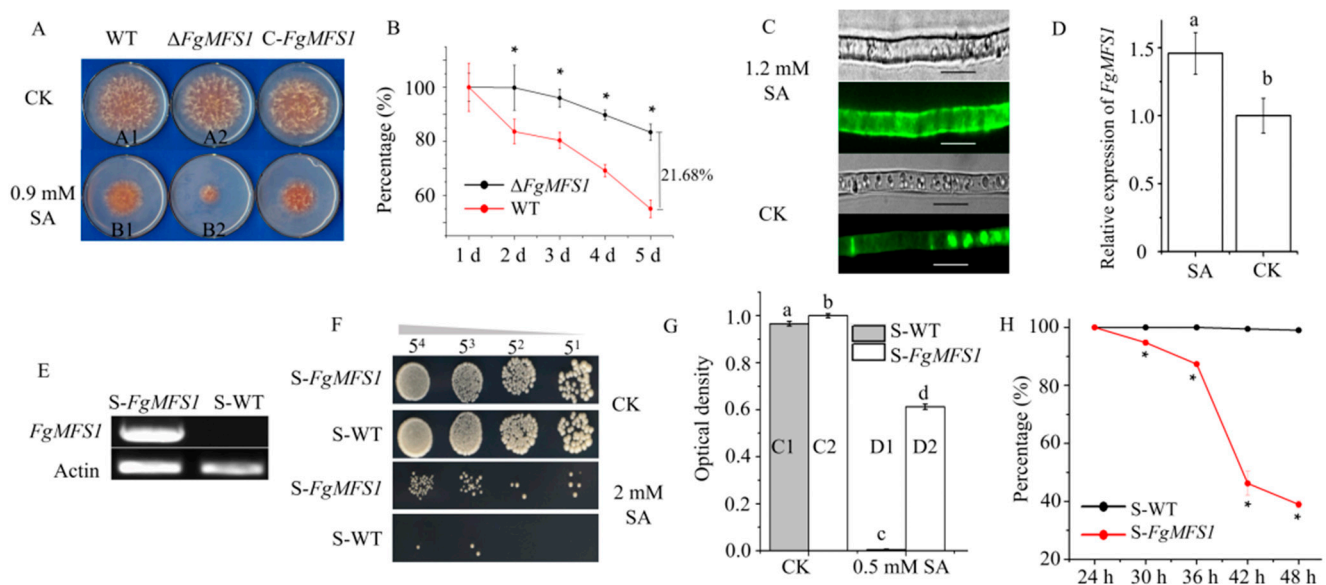 A
WT ΔFgMFS1 C-FgMFS1
CK
A1 A2
0.9 mM
SA
B1 B2
B
Percentage (%)
100
80
60
* * * *
21.68%
ΔFgMFS1
WT
1 d 2 d 3 d 4 d 5 d
C
1.2 mM
SA
CK
D
Relative expression of FgMFS1
a
b
1.5
1.0
0.5
0.0
SA CK
E
S-FgMFS1 S-WT
FgMFS1
Actin
F
5⁴ 5³ 5² 5¹
S-FgMFS1
S-WT
CK
S-FgMFS1
S-WT
2 mM
SA
G
Optical density
1.0
0.8
0.6
0.4
0.2
0.0
a b
S-WT
S-FgMFS1
d
C1 C2 D1 D2
c
CK 0.5 mM SA
H
Percentage (%)
100
80
60
40
20
* * * *
S-WT
S-FgMFS1
24 h 30 h 36 h 42 h 48 h